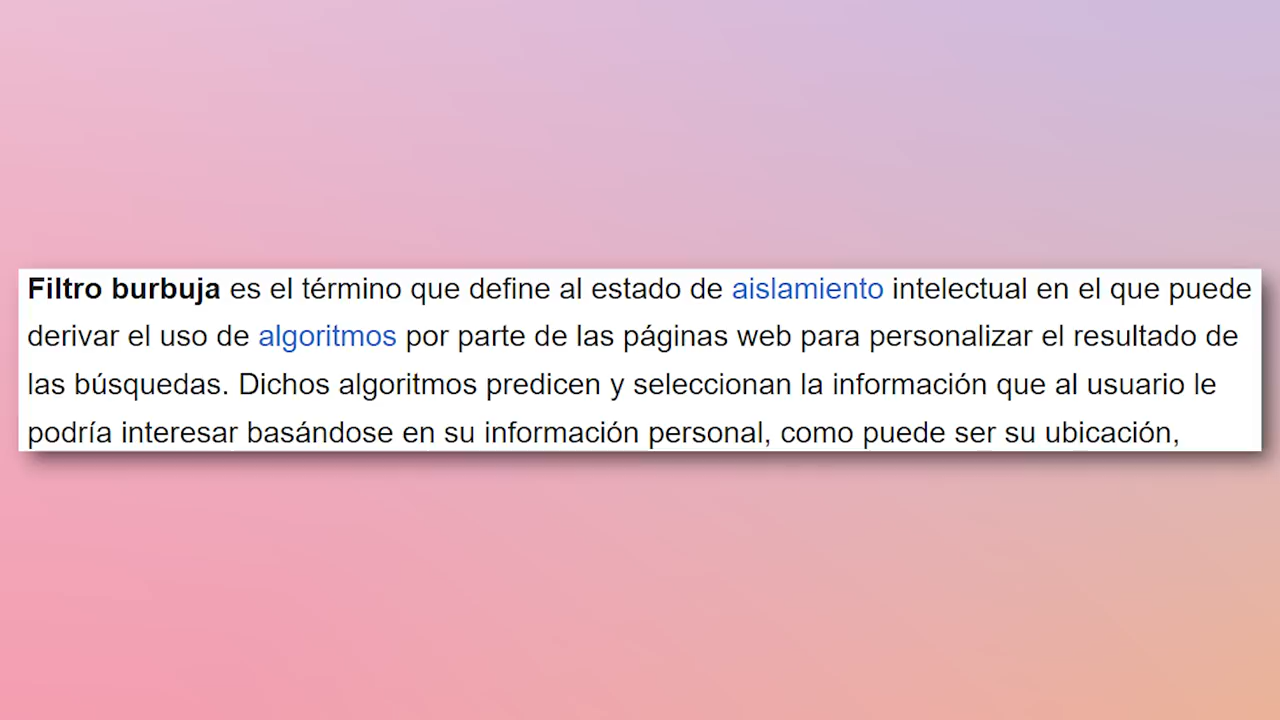 Filtro burbuja es el término que define al estado de aislamiento intelectual en el que puede
derivar el uso de algoritmos por parte de las páginas web para personalizar el resultado de
las búsquedas. Dichos algoritmos predicen y seleccionan la información que al usuario le
podría interesar basándose en su información personal, como puede ser su ubicación,